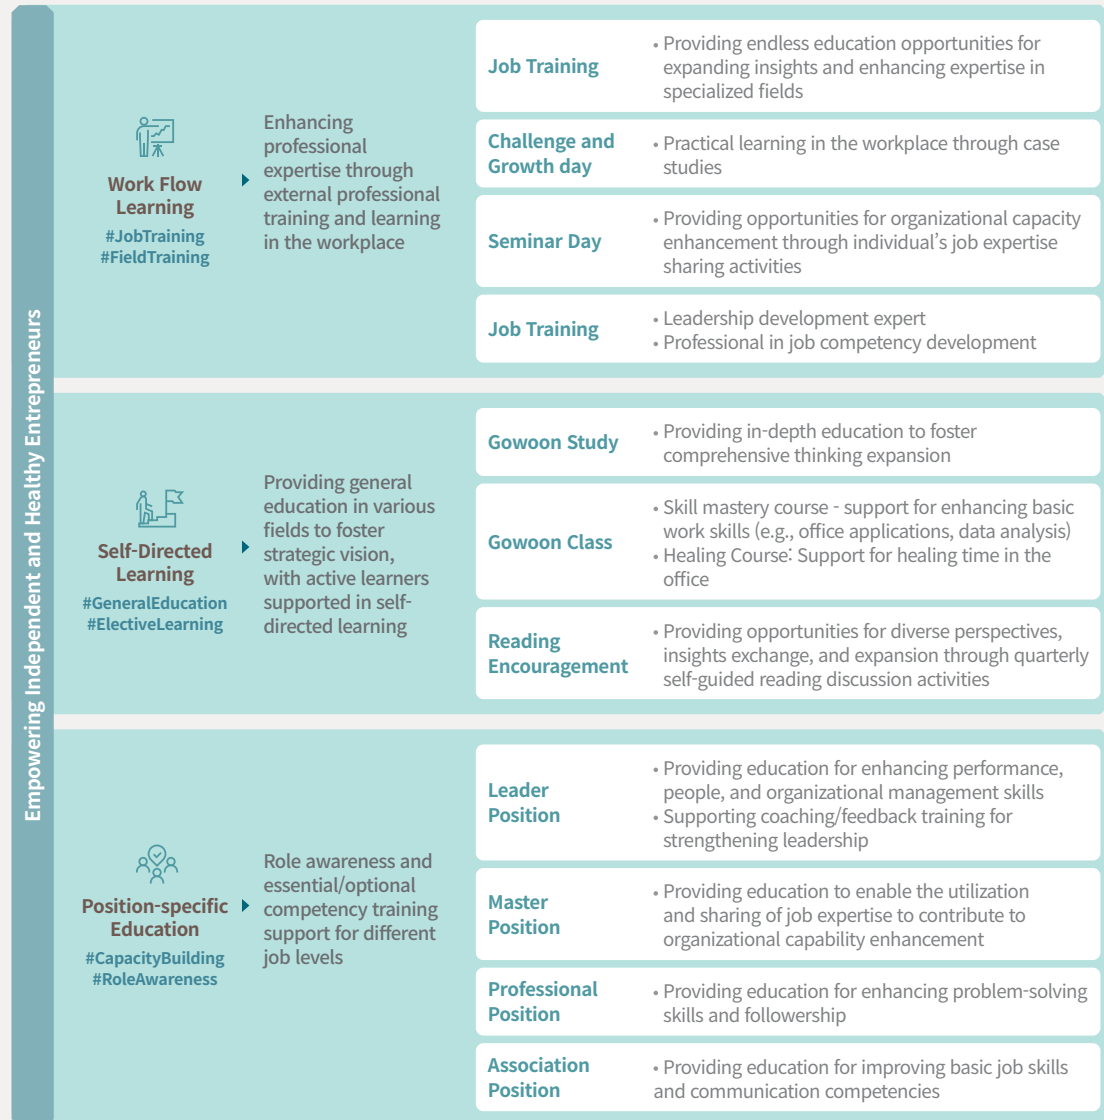 Empowering Independent and Healthy Entrepreneurs
Work Flow
Learning
#JobTraining
#FieldTraining
Enhancing
professional
expertise through
external professional
training and learning
in the workplace
Job Training
• Providing endless education opportunities for
expanding insights and enhancing expertise in
specialized fields
Challenge and
Growth day
• Practical learning in the workplace through case
studies
Seminar Day
• Providing opportunities for organizational capacity
enhancement through individual's job expertise
sharing activities
Job Training
• Leadership development expert
• Professional in job competency development
Self-Directed
Learning
#GeneralEducation
#ElectiveLearning
Providing general
education in various
fields to foster
strategic vision,
with active learners
supported in self-
directed learning
Gowoon Study
• Providing in-depth education to foster
comprehensive thinking expansion
Gowoon Class
• Skill mastery course - support for enhancing basic
work skills (e.g., office applications, data analysis)
• Healing Course: Support for healing time in the
office
Reading
Encouragement
• Providing opportunities for diverse perspectives,
insights exchange, and expansion through quarterly
self-guided reading discussion activities
Position-specific
Education
#CapacityBuilding
#RoleAwareness
Role awareness and
essential/optional
competency training
support for different
job levels
Leader
Position
• Providing education for enhancing performance,
people, and organizational management skills
• Supporting coaching/feedback training for
strengthening leadership
Master
Position
• Providing education to enable the utilization
and sharing of job expertise to contribute to
organizational capability enhancement
Professional
Position
• Providing education for enhancing problem-solving
skills and followership
Association
Position
• Providing education for improving basic job skills
and communication competencies